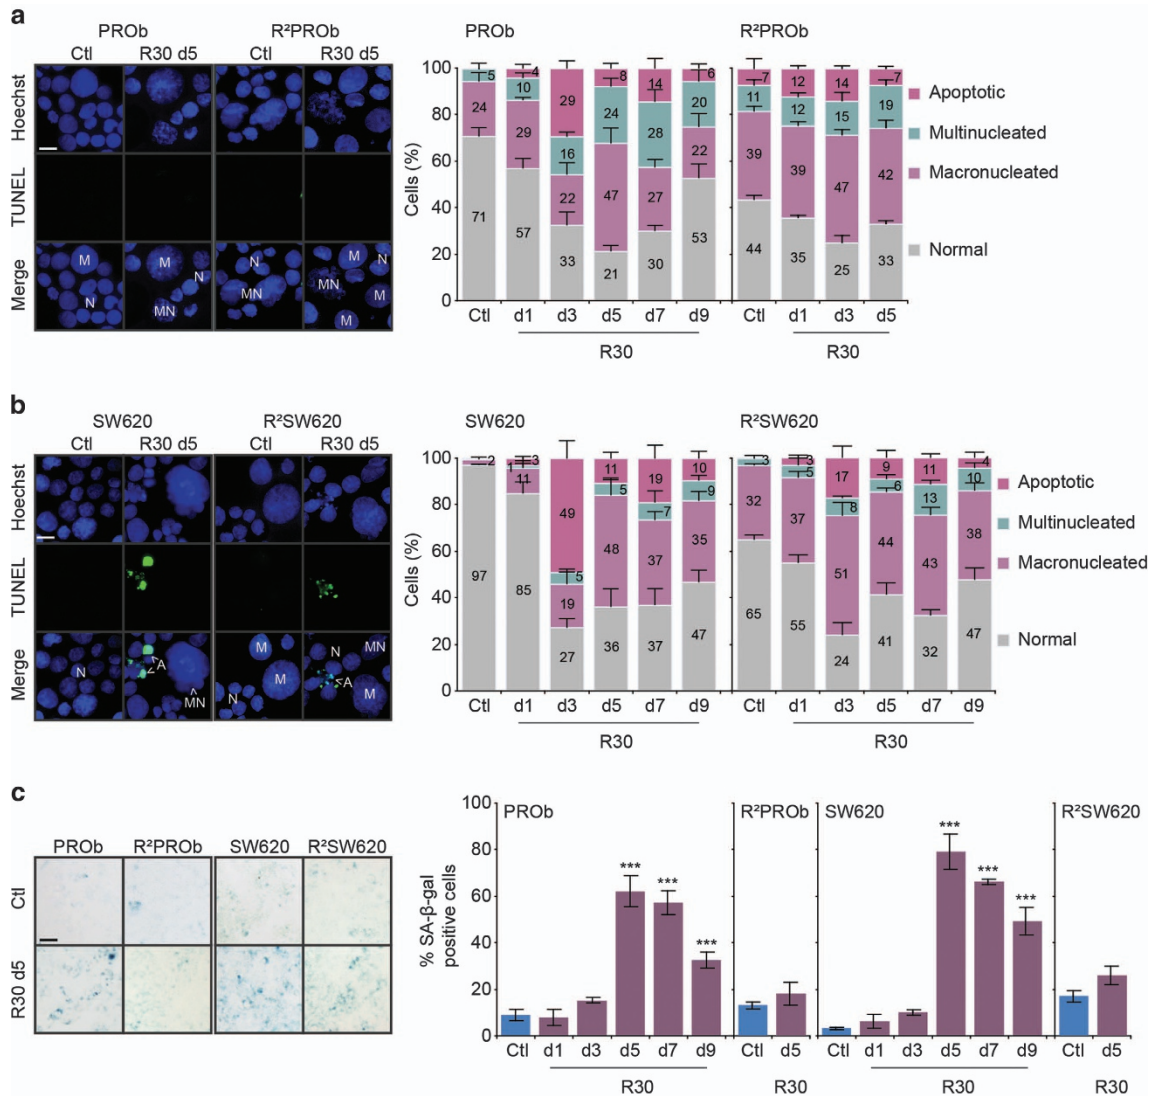 a
PROb
R²PROb
Ctl
R30 d5
Ctl
R30 d5
Hoechst
TUNEL
Merge
M
N
M
N
MN
N
MN
M
N
MN
M
M
PROb
R²PROb
Cells (%)
100
80
60
40
20
0
5
24
71
4
10
29
57
29
16
22
33
8
24
47
21
14
28
27
30
6
20
22
53
7
11
39
44
12
12
39
35
14
15
47
25
7
19
42
33
Ctl
d1
d3
d5
d7
d9
Ctl
d1
d3
d5
R30
R30
Apoptotic
Multinucleated
Macronucleated
Normal
b
SW620
R²SW620
Ctl
R30 d5
Ctl
R30 d5
Hoechst
TUNEL
Merge
N
A
MN
M
M
N
N
MN
A
M
SW620
R²SW620
Cells (%)
100
80
60
40
20
0
2
97
3
1
11
85
49
5
19
27
11
5
48
36
19
7
37
37
10
9
35
47
3
32
65
3
5
37
55
17
8
51
24
9
6
44
41
11
13
43
32
4
10
38
47
Ctl
d1
d3
d5
d7
d9
Ctl
d1
d3
d5
d7
d9
R30
R30
Apoptotic
Multinucleated
Macronucleated
Normal
c
PROb
R²PROb
SW620
R²SW620
Ctl
R30 d5
% SA-β-gal
positive cells
100
80
60
40
20
0
PROb
R²PROb
SW620
R²SW620
***
***
***
***
***
***
Ctl
d1
d3
d5
d7
d9
Ctl
d5
Ctl
d1
d3
d5
d7
d9
Ctl
d5
R30
R30
R30
R30